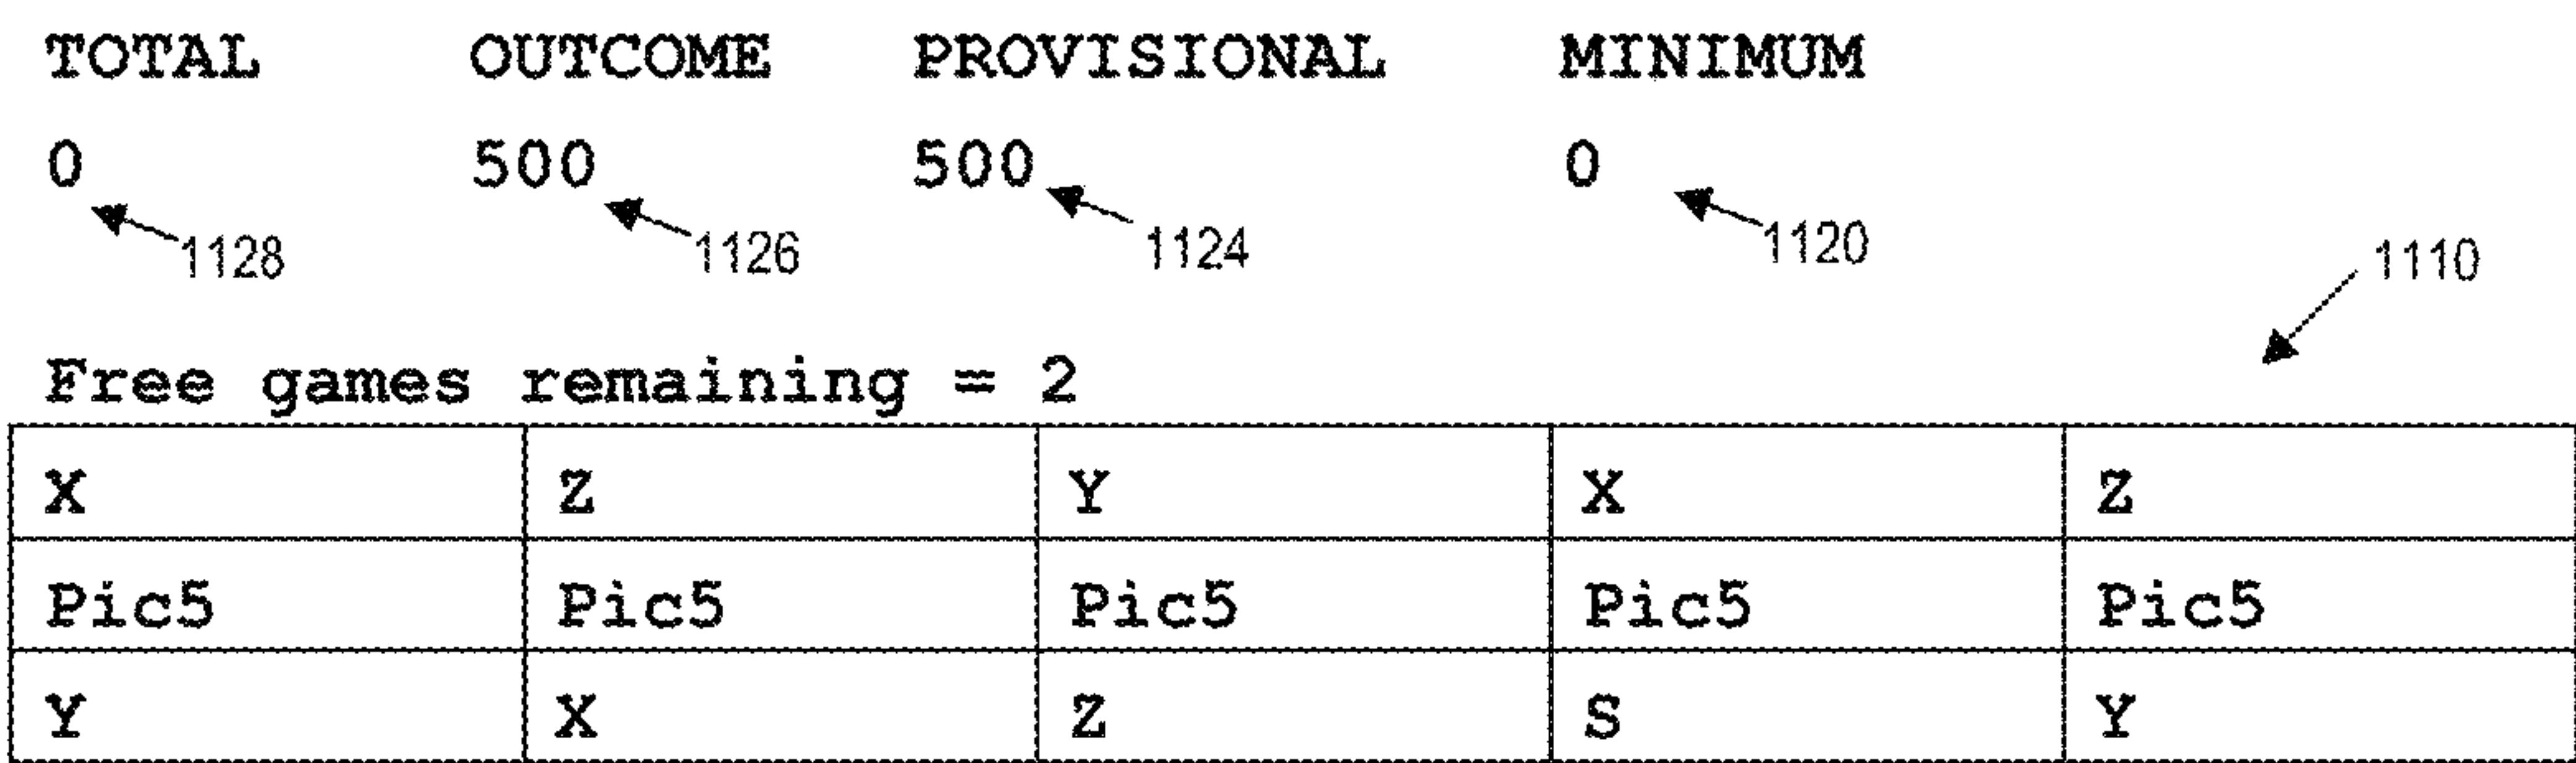 TOTAL OUTCOME PROVISIONAL MINIMUM
0 500 500 0
1128 1126 1124 1120 1110
Free games remaining = 2
X Z Y X Z
Pic5 Pic5 Pic5 Pic5 Pic5
Y X Z S Y